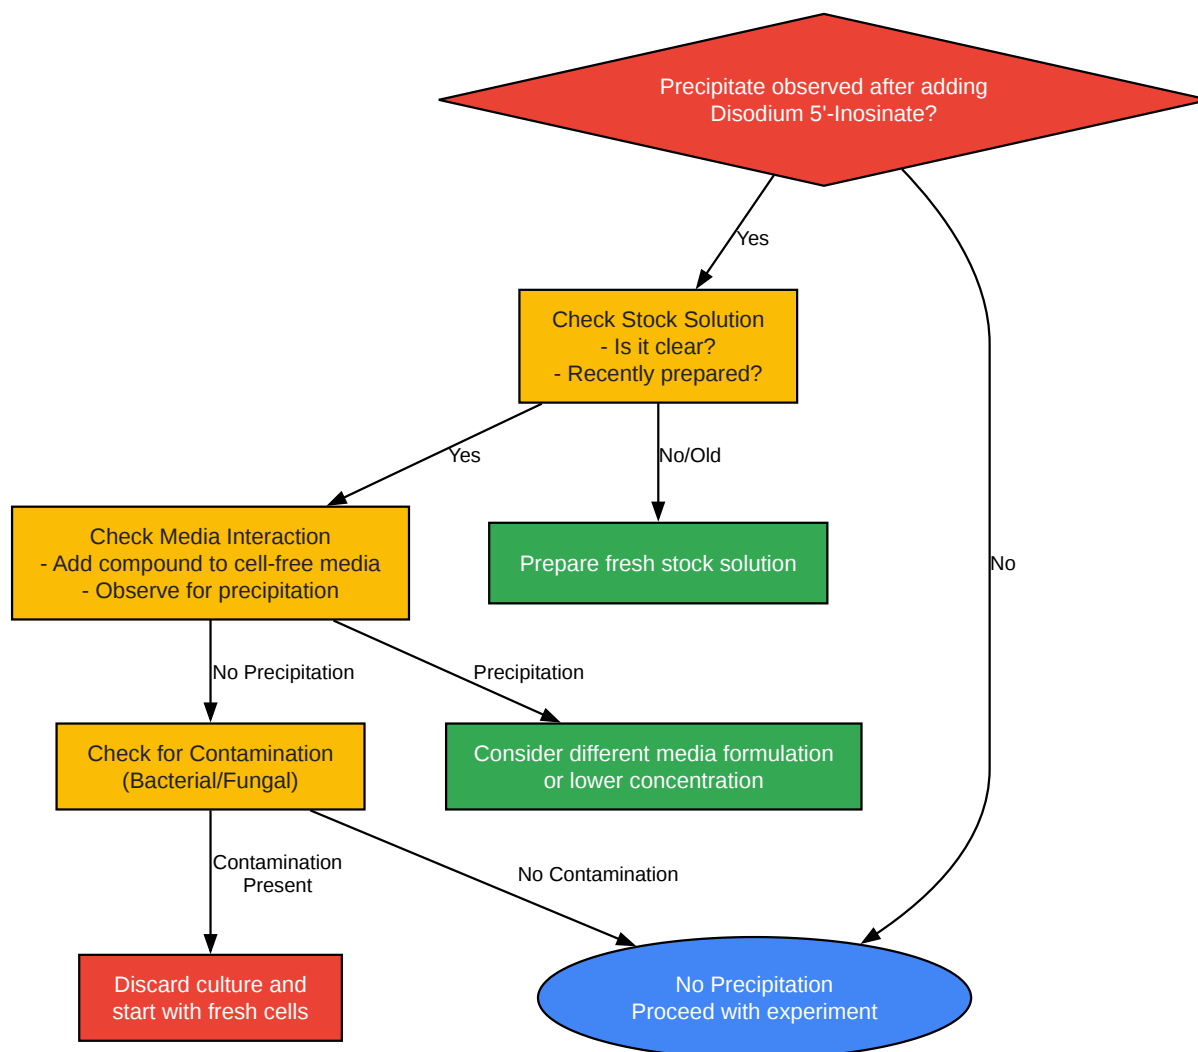 Precipitate observed after adding
Disodium 5'-Inosinate?
Yes
Check Stock Solution
- Is it clear?
- Recently prepared?
Yes
No/Old
Check Media Interaction
- Add compound to cell-free media
- Observe for precipitation
Prepare fresh stock solution
No
No Precipitation
Precipitation
Check for Contamination
(Bacterial/Fungal)
Consider different media formulation
or lower concentration
Contamination
Present
No Contamination
Discard culture and
start with fresh cells
No Precipitation
Proceed with experiment